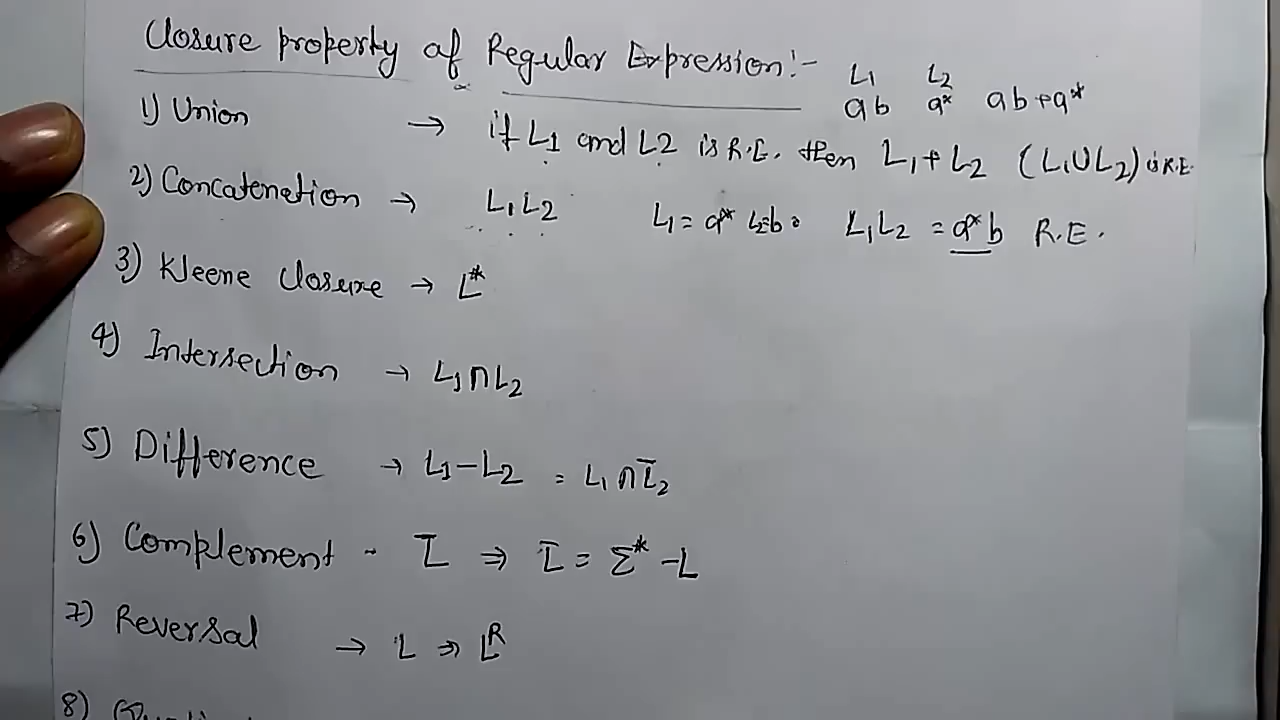 Closure property of Regular Expression:-
L1 L2
ab a* ab+a*
1) Union → if L1 and L2 is R.E. then L1+L2 (L1UL2) is R.E.
2) Concatenation → L1L2 L1=a* L2=b L1L2 = a*b R.E.
3) Kleene closure → L*
4) Intersection → L1∩L2
5) Difference → L1-L2 = L1∩L̅2
6) Complement - L̅ ⇒ L̅ = Σ* -L
7) Reversal → L ⇒ L^R
8)